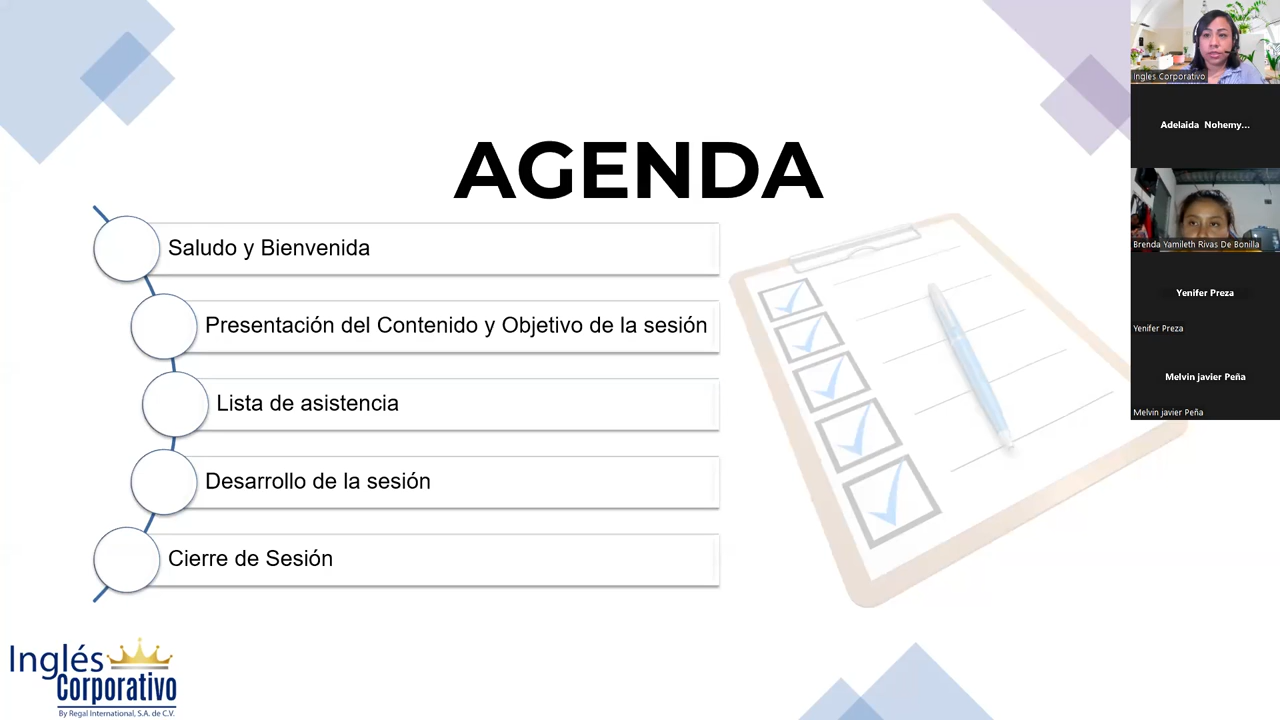 AGENDA
Saludo y Bienvenida
Presentación del Contenido y Objetivo de la sesión
Lista de asistencia
Desarrollo de la sesión
Cierre de Sesión
Inglés
Corporativo
By Regal International, S.A. de C.V.
Ingles Corporativo
Adelaida Nohemy...
Brenda Yamileth Rivas De Bonilla
Yenifer Preza
Yenifer Preza
Melvin javier Peña
Melvin javier Peña